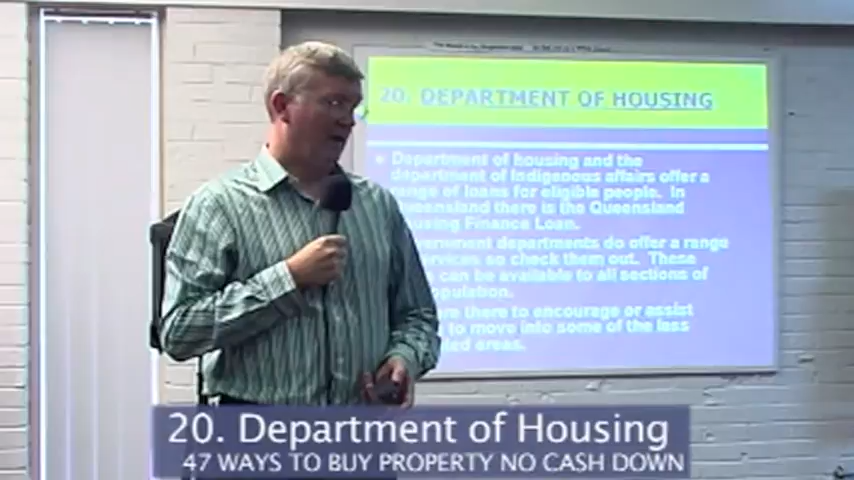 20. DEPARTMENT OF HOUSING
Department of housing and the
department of Indigenous affairs offer a
range of loans for eligible people. In
Queensland there is the Queensland
Housing Finance Loan.
overnment departments do offer a range
services so check them out. These
can be available to all sections of
opulation.
there to encourage or assist
to move into some of the less
areas.
20. Department of Housing
47 WAYS TO BUY PROPERTY NO CASH DOWN